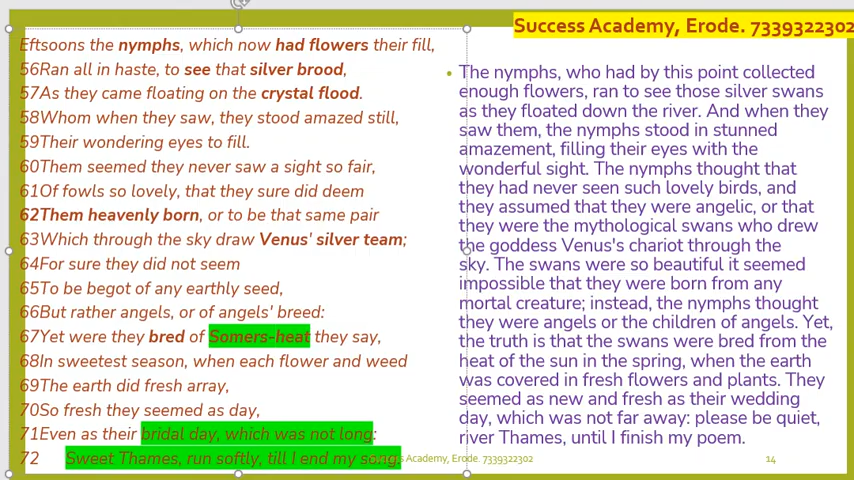 Success Academy, Erode. 7339322302
Eftsoons the nymphs, which now had flowers their fill,
56Ran all in haste, to see that silver brood,
57As they came floating on the crystal flood.
58Whom when they saw, they stood amazed still,
59Their wondering eyes to fill.
60Them seemed they never saw a sight so fair,
61Of fowls so lovely, that they sure did deem
62Them heavenly born, or to be that same pair
63Which through the sky draw Venus' silver team;
64For sure they did not seem
65To be begot of any earthly seed,
66But rather angels, or of angels' breed:
67Yet were they bred of Somers-heat they say,
68In sweetest season, when each flower and weed
69The earth did fresh array,
70So fresh they seemed as day,
71Even as their bridal day, which was not long:
72 Sweet Thames, run softly, till I end my song.
• The nymphs, who had by this point collected
enough flowers, ran to see those silver swans
as they floated down the river. And when they
saw them, the nymphs stood in stunned
amazement, filling their eyes with the
wonderful sight. The nymphs thought that
they had never seen such lovely birds, and
they assumed that they were angelic, or that
they were the mythological swans who drew
the goddess Venus's chariot through the
sky. The swans were so beautiful it seemed
impossible that they were born from any
mortal creature; instead, the nymphs thought
they were angels or the children of angels. Yet,
the truth is that the swans were bred from the
heat of the sun in the spring, when the earth
was covered in fresh flowers and plants. They
seemed as new and fresh as their wedding
day, which was not far away: please be quiet,
river Thames, until I finish my poem.
Success Academy, Erode. 7339322302
14